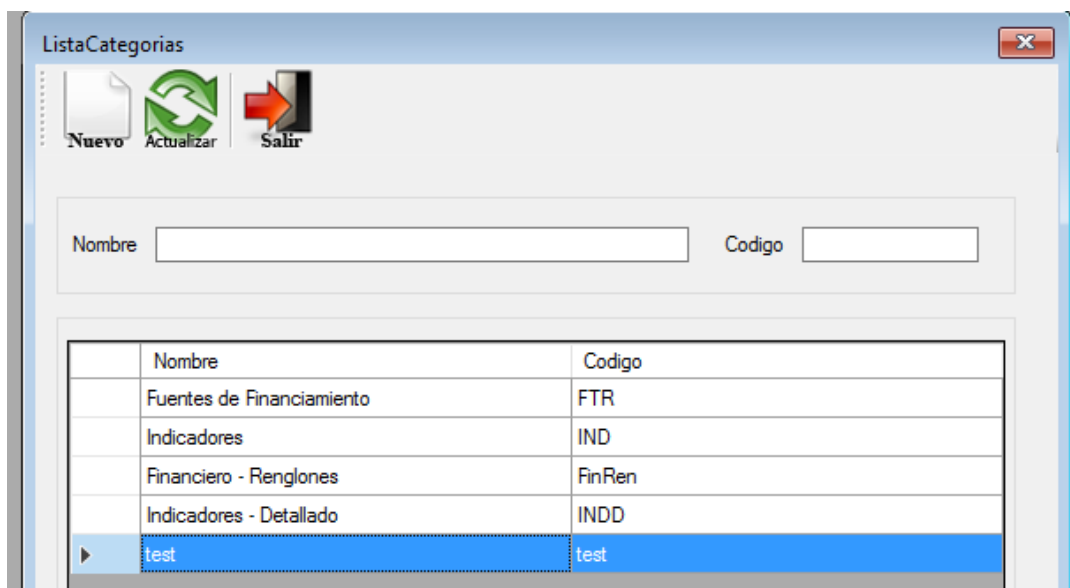 ListaCategorias
Nuevo Actualizar Salir
Nombre Codigo
Nombre Codigo
Fuentes de Financiamiento FTR
Indicadores IND
Financiero - Renglones FinRen
Indicadores - Detallado INDD
test test